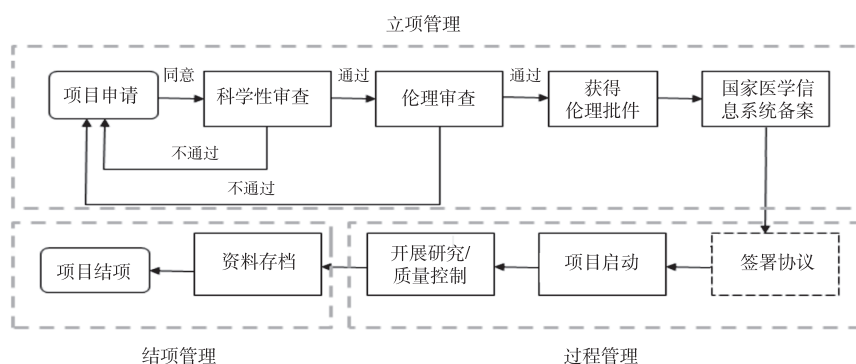 立项管理
项目申请
同意
科学性审查
通过
伦理审查
通过
获得
伦理批件
国家医学信
息系统备案
不通过
不通过
项目结项
资料存档
开展研究/
质量控制
项目启动
签署协议
结项管理
过程管理